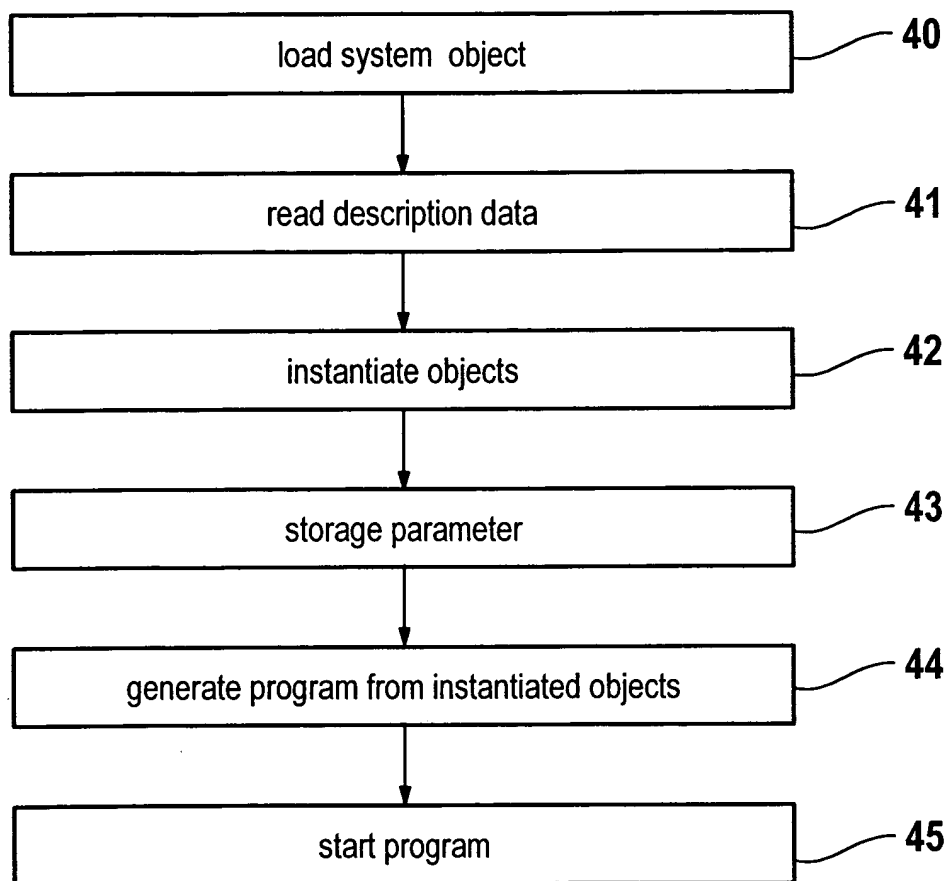 load system object
40
read description data
41
instantiate objects
42
storage parameter
43
generate program from instantiated objects
44
start program
45